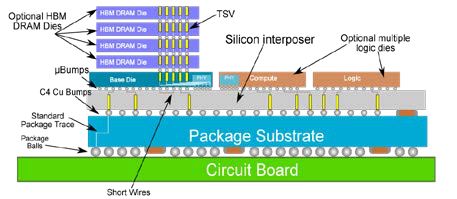 Optional HBM
DRAM Dies
HBM DRAM Die
HBM DRAM Die
HBM DRAM Die
HBM DRAM Die
TSV
Silicon interposer
Optional multiple
logic dies
µBumps
Base Die
PHY
PHY
Compute
Logic
C4 Cu Bumps
Standard
Package Trace
Package Substrate
Package
Balls
Circuit Board
Short Wires